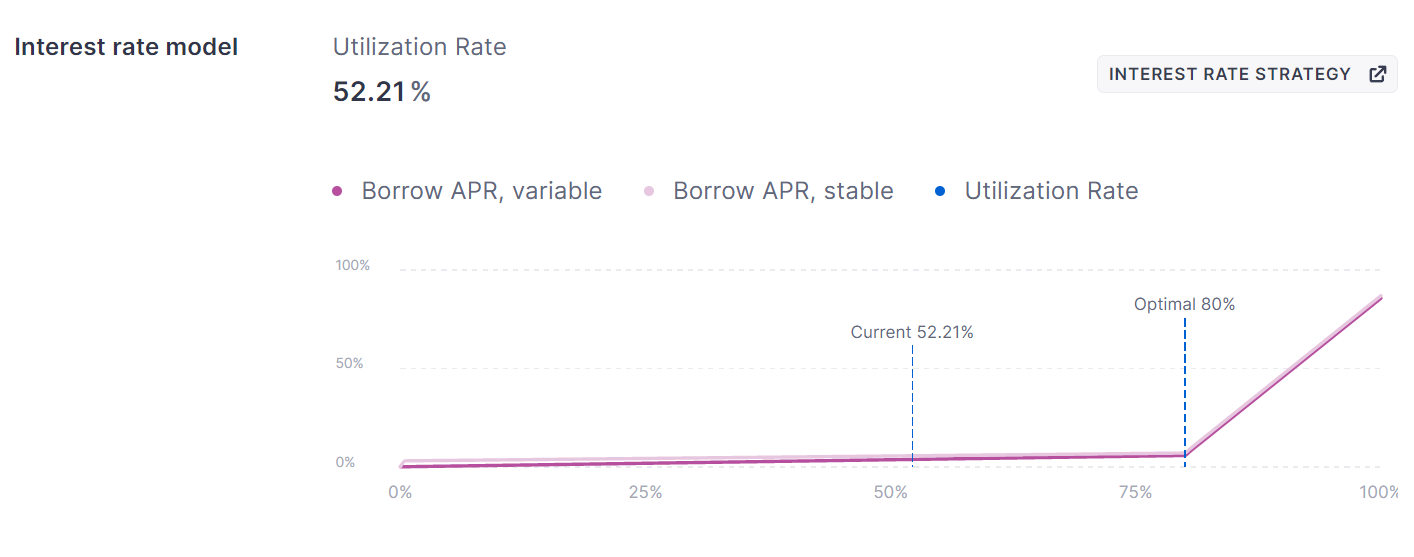 Interest rate model
Utilization Rate
52.21 %
INTEREST RATE STRATEGY
Borrow APR, variable
Borrow APR, stable
Utilization Rate
100%
Optimal 80%
Current 52.21%
50%
0%
0% 25% 50% 75% 100%